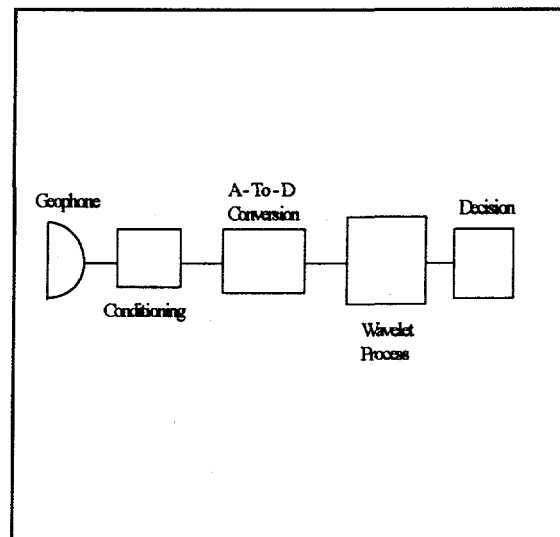 Geophone
Conditioning
A-To-D
Conversion
Wavelet
Process
Decision